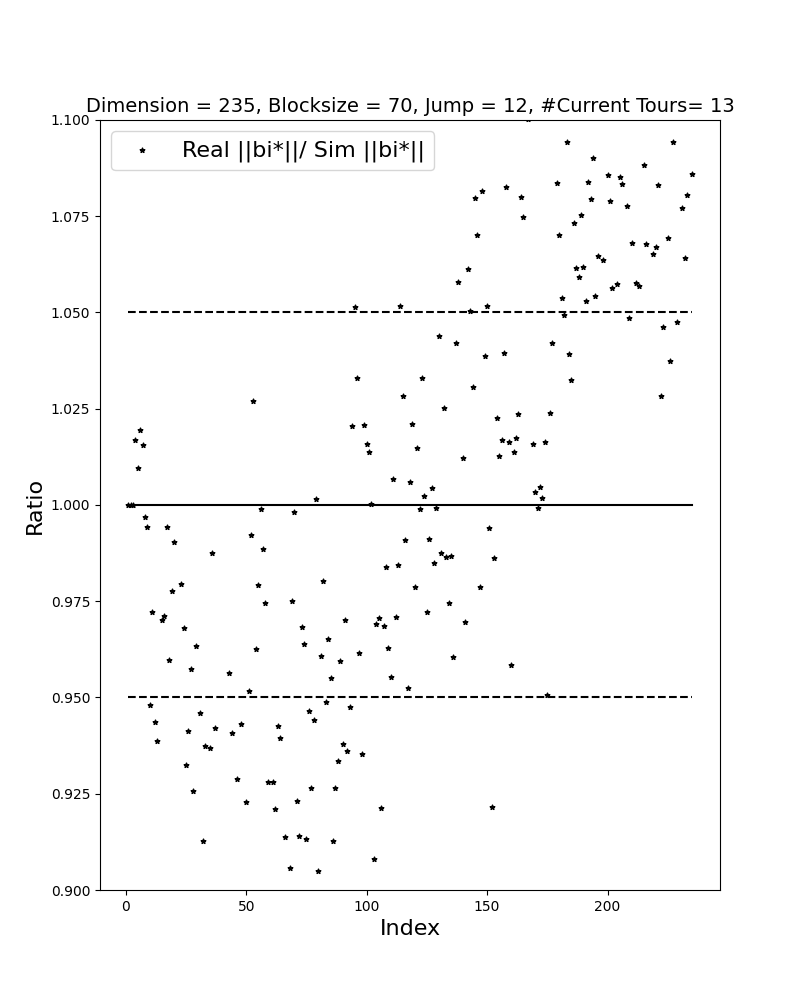 Dimension = 235, Blocksize = 70, Jump = 12, #Current Tours= 13
Real ||bi*||/ Sim ||bi*||
1.100
1.075
1.050
1.025
1.000
0.975
0.950
0.925
0.900
Ratio
0 50 100 150 200
Index